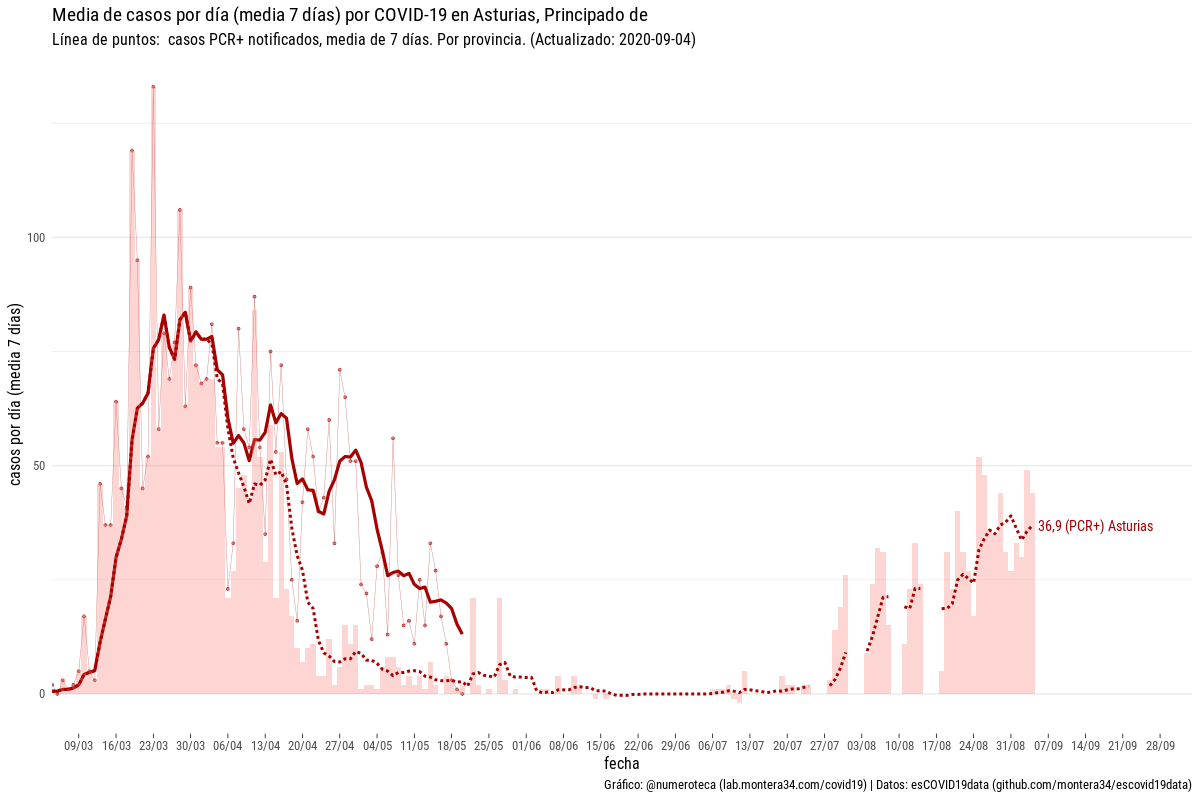 Media de casos por día (media 7 días) por COVID-19 en Asturias, Principado de
Línea de puntos:  casos PCR+ notificados, media de 7 días. Por provincia. (Actualizado: 2020-09-04)
casos por día (media 7 días)
100
50
0
36,9 (PCR+) Asturias
09/03 16/03 23/03 30/03 06/04 13/04 20/04 27/04 04/05 11/05 18/05 25/05 01/06 08/06 15/06 22/06 29/06 06/07 13/07 20/07 27/07 03/08 10/08 17/08 24/08 31/08 07/09 14/09 21/09 28/09
fecha
Gráfico: @numeroteca (lab.montera34.com/covid19) | Datos: esCOVID19data (github.com/montera34/escovid19data)